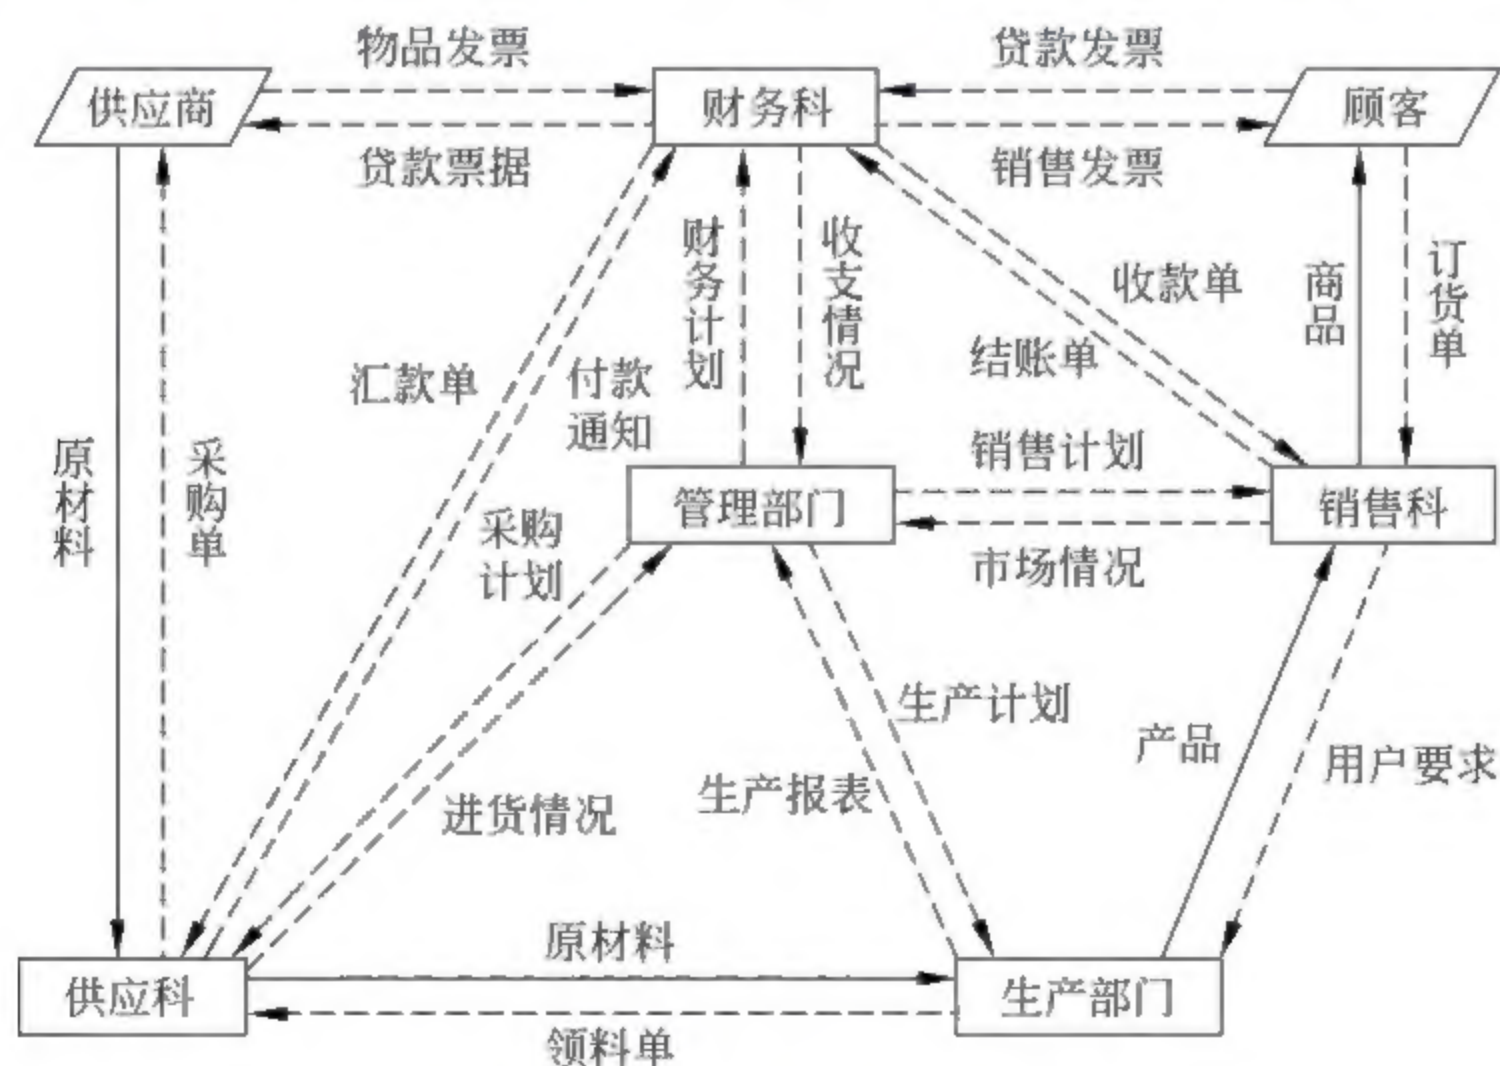 物品发票
贷款发票
供应商
财务科
顾客
贷款票据
销售发票
财务计划
收支情况
收款单
商品
订货单
结账单
汇款单
付款
通知
原材料
采购单
销售计划
管理部门
销售科
采购
计划
市场情况
生产计划
产品
用户要求
生产报表
进货情况
原材料
供应科
生产部门
领料单